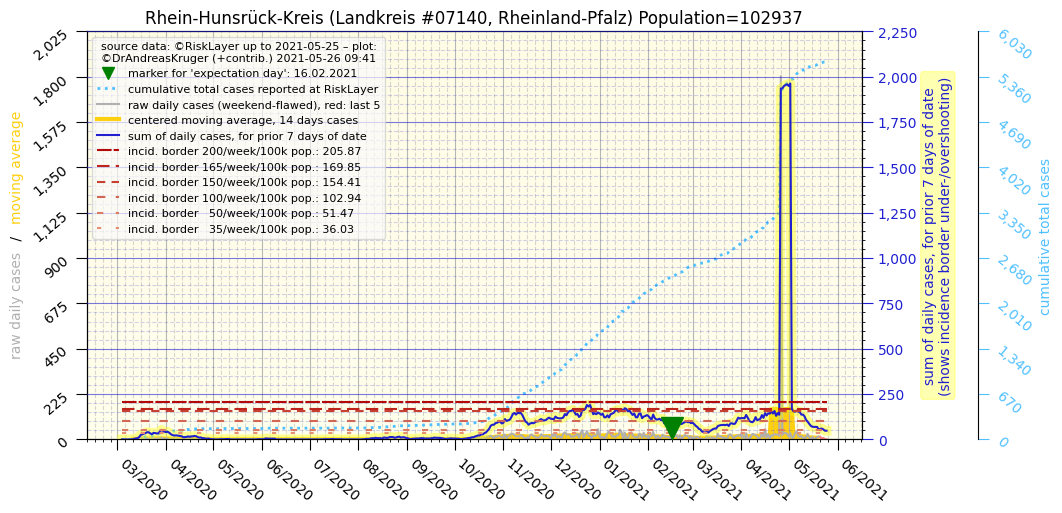 Rhein-Hunsrück-Kreis (Landkreis #07140, Rheinland-Pfalz) Population=102937
source data: ©RiskLayer up to 2021-05-25 – plot:
©DrAndreasKruger (+contrib.) 2021-05-26 09:41
marker for 'expectation day': 16.02.2021
cumulative total cases reported at RiskLayer
raw daily cases (weekend-flawed), red: last 5
centered moving average, 14 days cases
sum of daily cases, for prior 7 days of date
incid. border 200/week/100k pop.: 205.87
incid. border 165/week/100k pop.: 169.85
incid. border 150/week/100k pop.: 154.41
incid. border 100/week/100k pop.: 102.94
incid. border 50/week/100k pop.: 51.47
incid. border 35/week/100k pop.: 36.03
raw daily cases / moving average
2,025
1,800
1,575
1,350
1,125
900
675
450
225
0
03/2020
04/2020
05/2020
06/2020
07/2020
08/2020
09/2020
10/2020
11/2020
12/2020
01/2021
02/2021
03/2021
04/2021
05/2021
06/2021
2,250
2,000
1,750
1,500
1,250
1,000
750
500
250
0
sum of daily cases, for prior 7 days of date
(shows incidence border under-/overshooting)
6,030
5,360
4,690
4,020
3,350
2,680
2,010
1,340
670
0
cumulative total cases